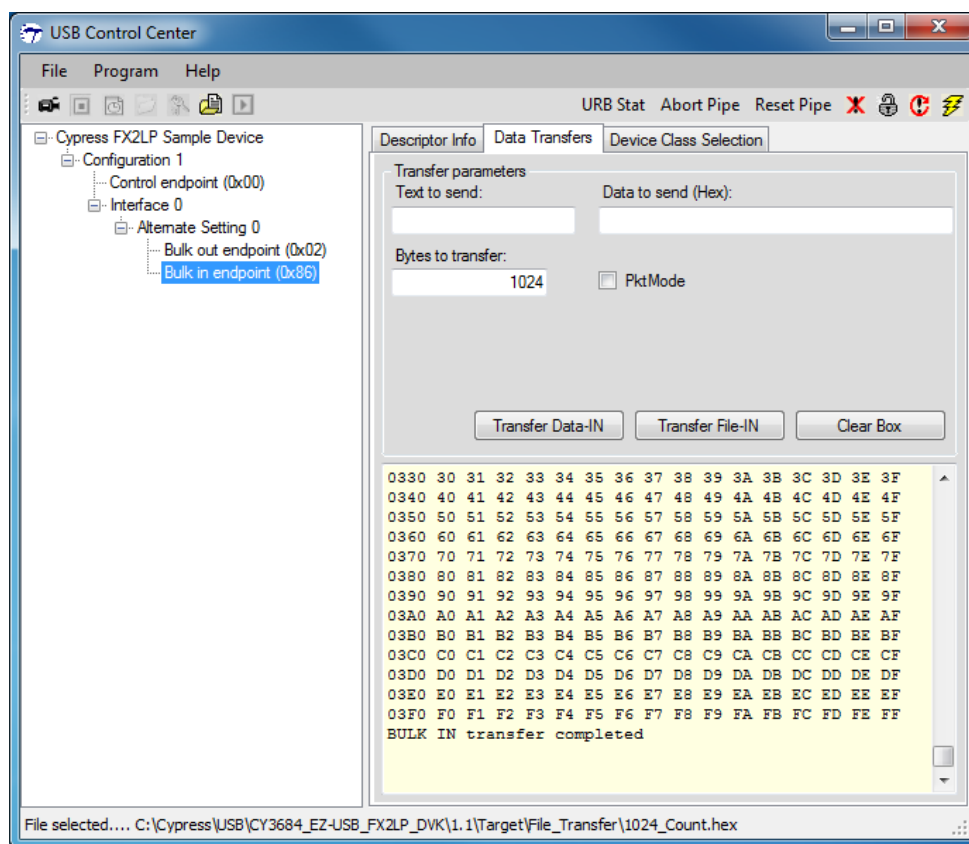 USB Control Center
File Program Help
URB Stat Abort Pipe Reset Pipe
Cypress FX2LP Sample Device
Configuration 1
Control endpoint (0x00)
Interface 0
Alternate Setting 0
Bulk out endpoint (0x02)
Bulk in endpoint (0x86)
Descriptor Info Data Transfers Device Class Selection
Transfer parameters
Text to send: Data to send (Hex):
Bytes to transfer:
1024 PktMode
Transfer Data-IN Transfer File-IN Clear Box
0330 30 31 32 33 34 35 36 37 38 39 3A 3B 3C 3D 3E 3F
0340 40 41 42 43 44 45 46 47 48 49 4A 4B 4C 4D 4E 4F
0350 50 51 52 53 54 55 56 57 58 59 5A 5B 5C 5D 5E 5F
0360 60 61 62 63 64 65 66 67 68 69 6A 6B 6C 6D 6E 6F
0370 70 71 72 73 74 75 76 77 78 79 7A 7B 7C 7D 7E 7F
0380 80 81 82 83 84 85 86 87 88 89 8A 8B 8C 8D 8E 8F
0390 90 91 92 93 94 95 96 97 98 99 9A 9B 9C 9D 9E 9F
03A0 A0 A1 A2 A3 A4 A5 A6 A7 A8 A9 AA AB AC AD AE AF
03B0 B0 B1 B2 B3 B4 B5 B6 B7 B8 B9 BA BB BC BD BE BF
03C0 C0 C1 C2 C3 C4 C5 C6 C7 C8 C9 CA CB CC CD CE CF
03D0 D0 D1 D2 D3 D4 D5 D6 D7 D8 D9 DA DB DC DD DE DF
03E0 E0 E1 E2 E3 E4 E5 E6 E7 E8 E9 EA EB EC ED EE EF
03F0 F0 F1 F2 F3 F4 F5 F6 F7 F8 F9 FA FB FC FD FE FF
BULK IN transfer completed
File selected.... C:\Cypress\USB\CY3684_EZ-USB_FX2LP_DVK\1.1\Target\File_Transfer\1024_Count.hex